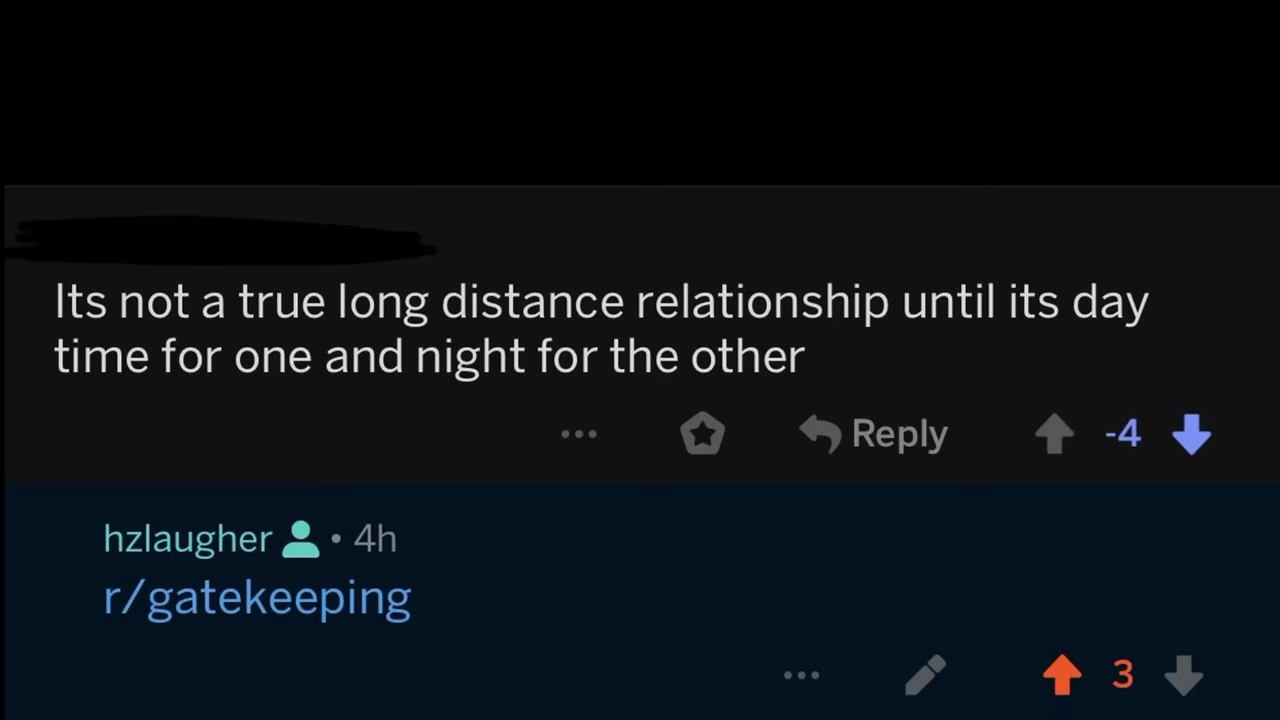 Its not a true long distance relationship until its day
time for one and night for the other
Reply
-4
hzlaugher • 4h
r/gatekeeping
3